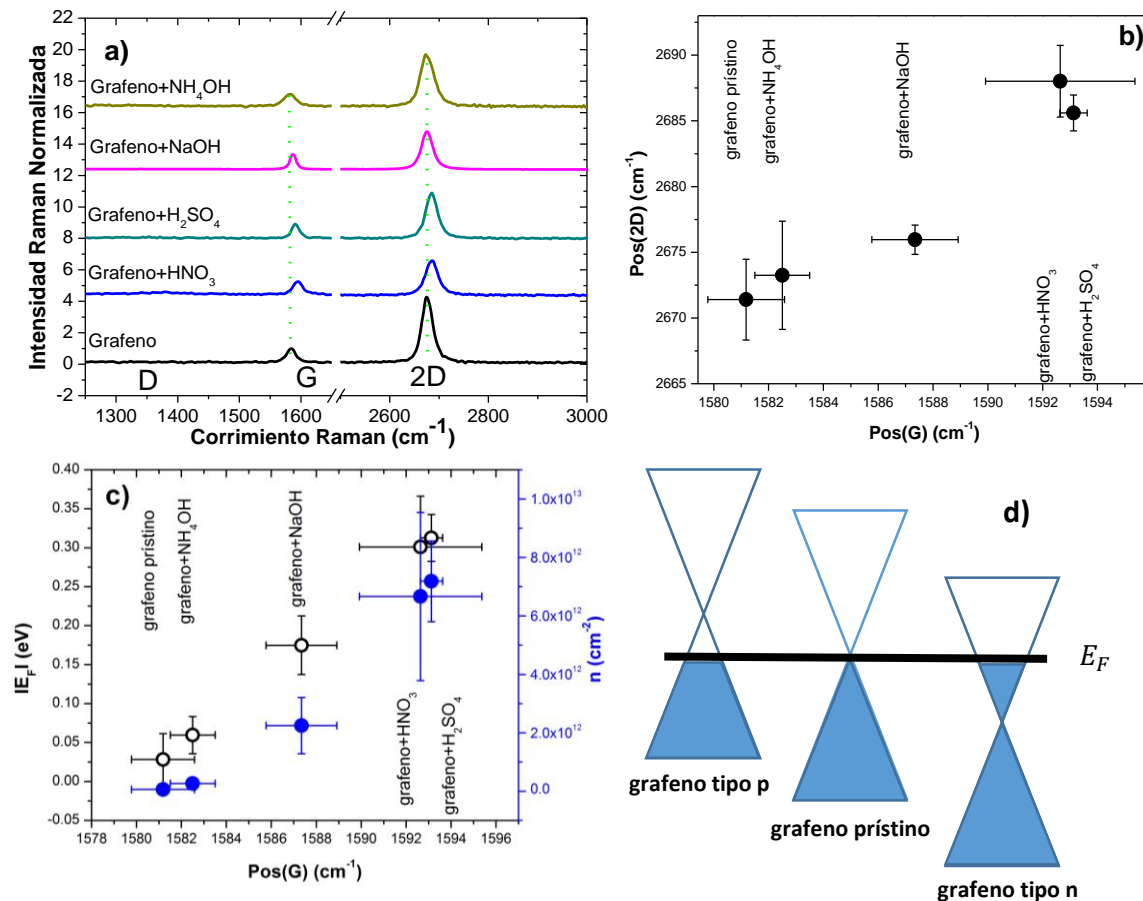 a)
Intensidad Raman Normalizada
22
20
18
16
14
12
10
8
6
4
2
0
-2
Grafeno+NH₄OH
Grafeno+NaOH
Grafeno+H₂SO₄
Grafeno+HNO₃
Grafeno
D G 2D
1300 1400 1500 1600 2600 2800 3000
Corrimiento Raman (cm⁻¹)
b)
Pos(2D) (cm⁻¹)
2690
2685
2680
2675
2670
2665
grafeno prístino
grafeno+NH₄OH
grafeno+NaOH
grafeno+HNO₃
grafeno+H₂SO₄
1580 1582 1584 1586 1588 1590 1592 1594
Pos(G) (cm⁻¹)
c)
IE_F I (eV)
0.40
0.35
0.30
0.25
0.20
0.15
0.10
0.05
0.00
-0.05
grafeno prístino
grafeno+NH₄OH
grafeno+NaOH
grafeno+HNO₃
grafeno+H₂SO₄
1.0x10¹³
8.0x10¹²
6.0x10¹²
4.0x10¹²
2.0x10¹²
0.0
n (cm⁻²)
1578 1580 1582 1584 1586 1588 1590 1592 1594 1596
Pos(G) (cm⁻¹)
d)
E_F
grafeno tipo p
grafeno prístino
grafeno tipo n